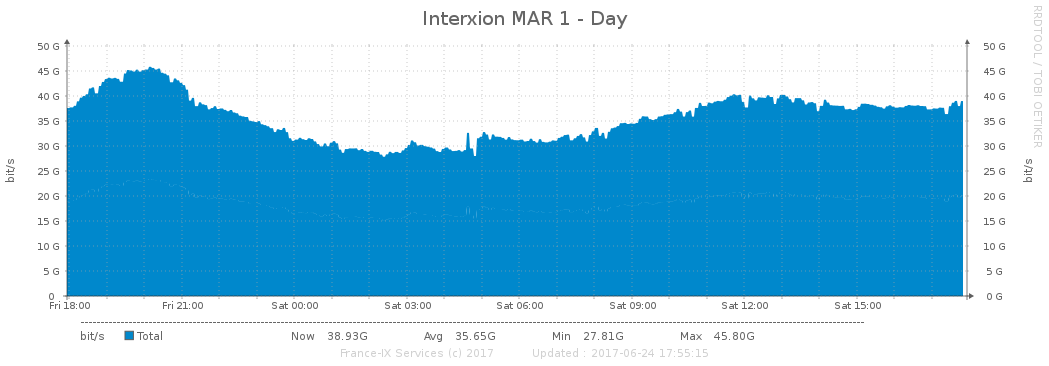 Interxion MAR 1 - Day
RRDTOOL / TOBI OETIKER
50 G 50 G
45 G 45 G
40 G 40 G
35 G 35 G
30 G 30 G
25 G 25 G
20 G 20 G
15 G 15 G
10 G 10 G
5 G 5 G
0 0 G
bit/s bit/s
Fri 18:00 Fri 21:00 Sat 00:00 Sat 03:00 Sat 06:00 Sat 09:00 Sat 12:00 Sat 15:00
bit/s Total Now 38.93G Avg 35.65G Min 27.81G Max 45.80G
France-IX Services (c) 2017 Updated : 2017-06-24 17:55:15